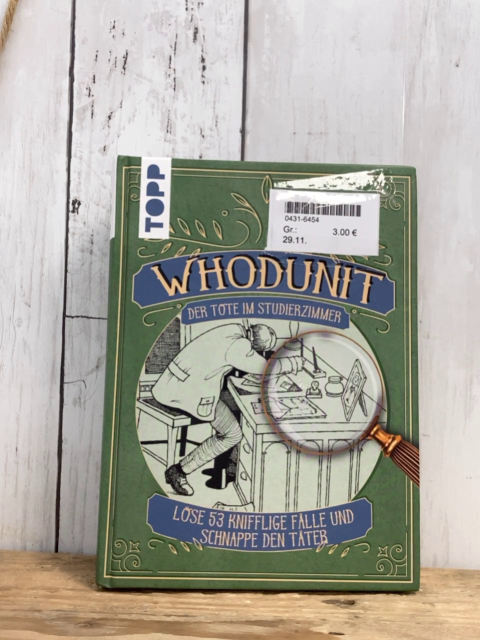 TOPP
0431-6454
Gr.: 3.00 €
29.11.
WHODUNIT
DER TOTE IM STUDIERZIMMER
LÖSE 53 KNIFFLIGE FÄLLE UND
SCHNAPPE DEN TÄTER